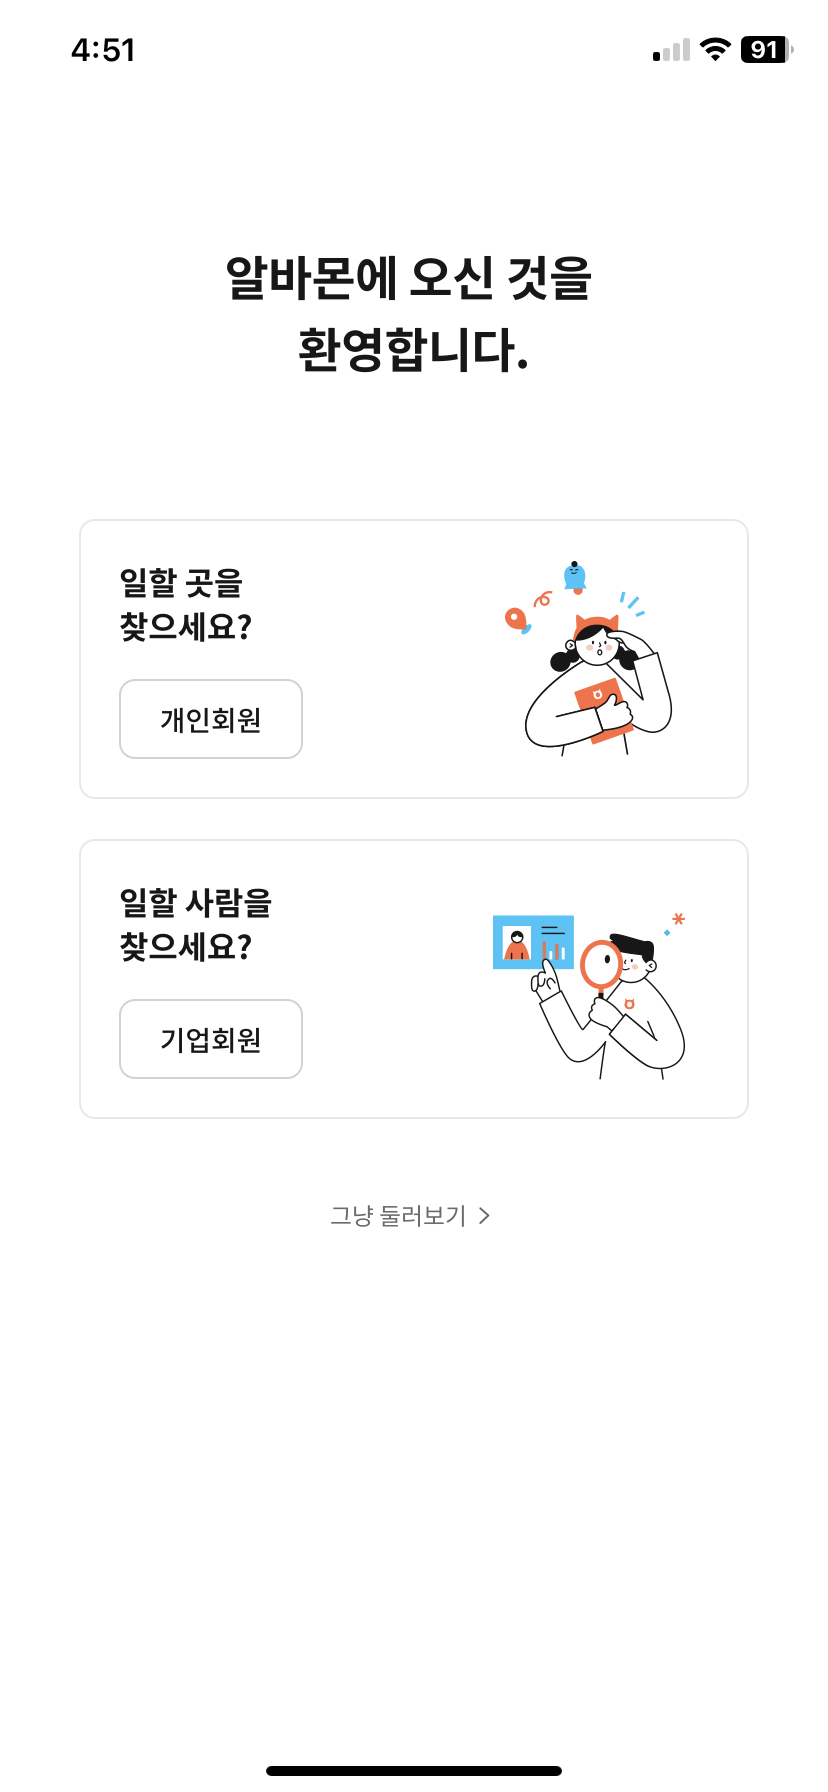 4:51
91
알바몬에 오신 것을
환영합니다.
일할 곳을
찾으세요?
개인회원
일할 사람을
찾으세요?
기업회원
그냥 둘러보기